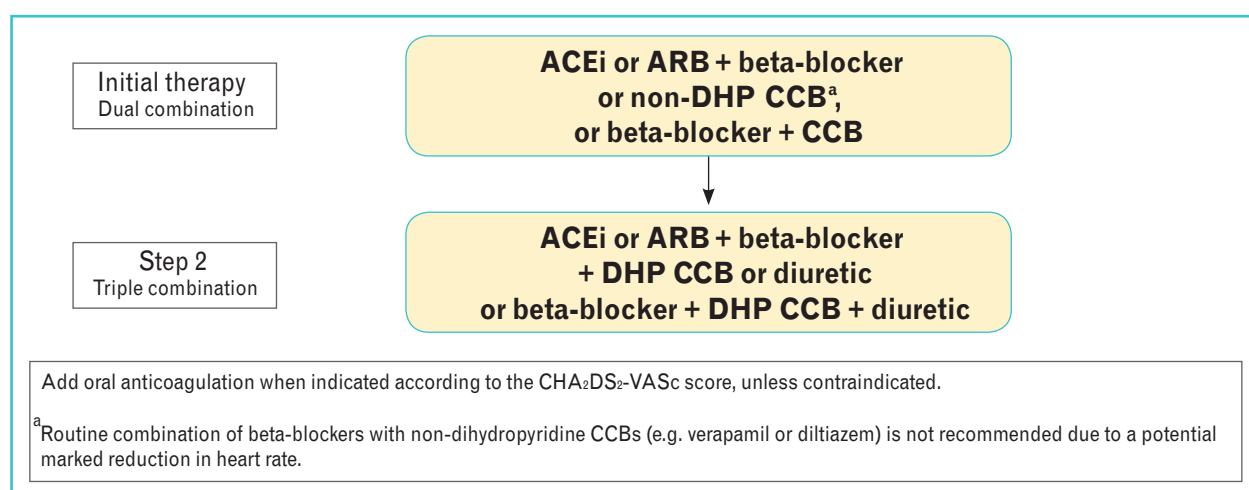 Initial therapy
Dual combination
ACEi or ARB + beta-blocker
or non-DHP CCBᵃ,
or beta-blocker + CCB
Step 2
Triple combination
ACEi or ARB + beta-blocker
+ DHP CCB or diuretic
or beta-blocker + DHP CCB + diuretic
Add oral anticoagulation when indicated according to the CHA₂DS₂-VASc score, unless contraindicated.
ᵃRoutine combination of beta-blockers with non-dihydropyridine CCBs (e.g. verapamil or diltiazem) is not recommended due to a potential
marked reduction in heart rate.